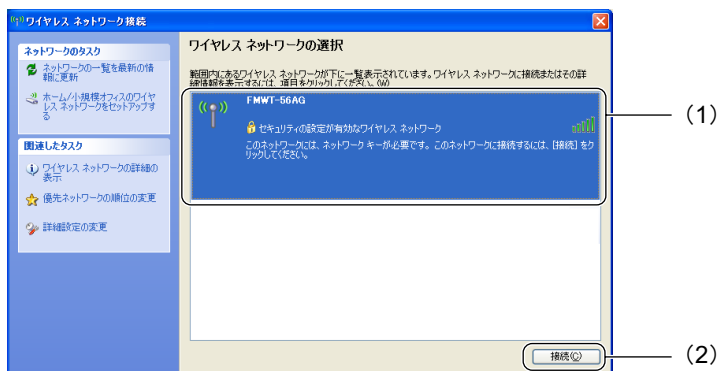 ワイヤレス ネットワーク接続
ネットワークのタスク
ネットワークの一覧を最新の情
報に更新
ホーム/小規模オフィスのワイヤ
レス ネットワークをセットアップす
る
関連したタスク
ワイヤレス ネットワークの詳細の
表示
優先ネットワークの順位の変更
詳細設定の変更
ワイヤレス ネットワークの選択
範囲内にあるワイヤレス ネットワークが下に一覧表示されています。ワイヤレス ネットワークに接続またはその詳
細情報を表示するには、項目をクリックしてください。(W)
FMWT-56AG
セキュリティの設定が有効なワイヤレス ネットワーク
このネットワークには、ネットワーク キーが必要です。このネットワークに接続するには、[接続] をク
リックしてください。
(1)
接続(C)
(2)